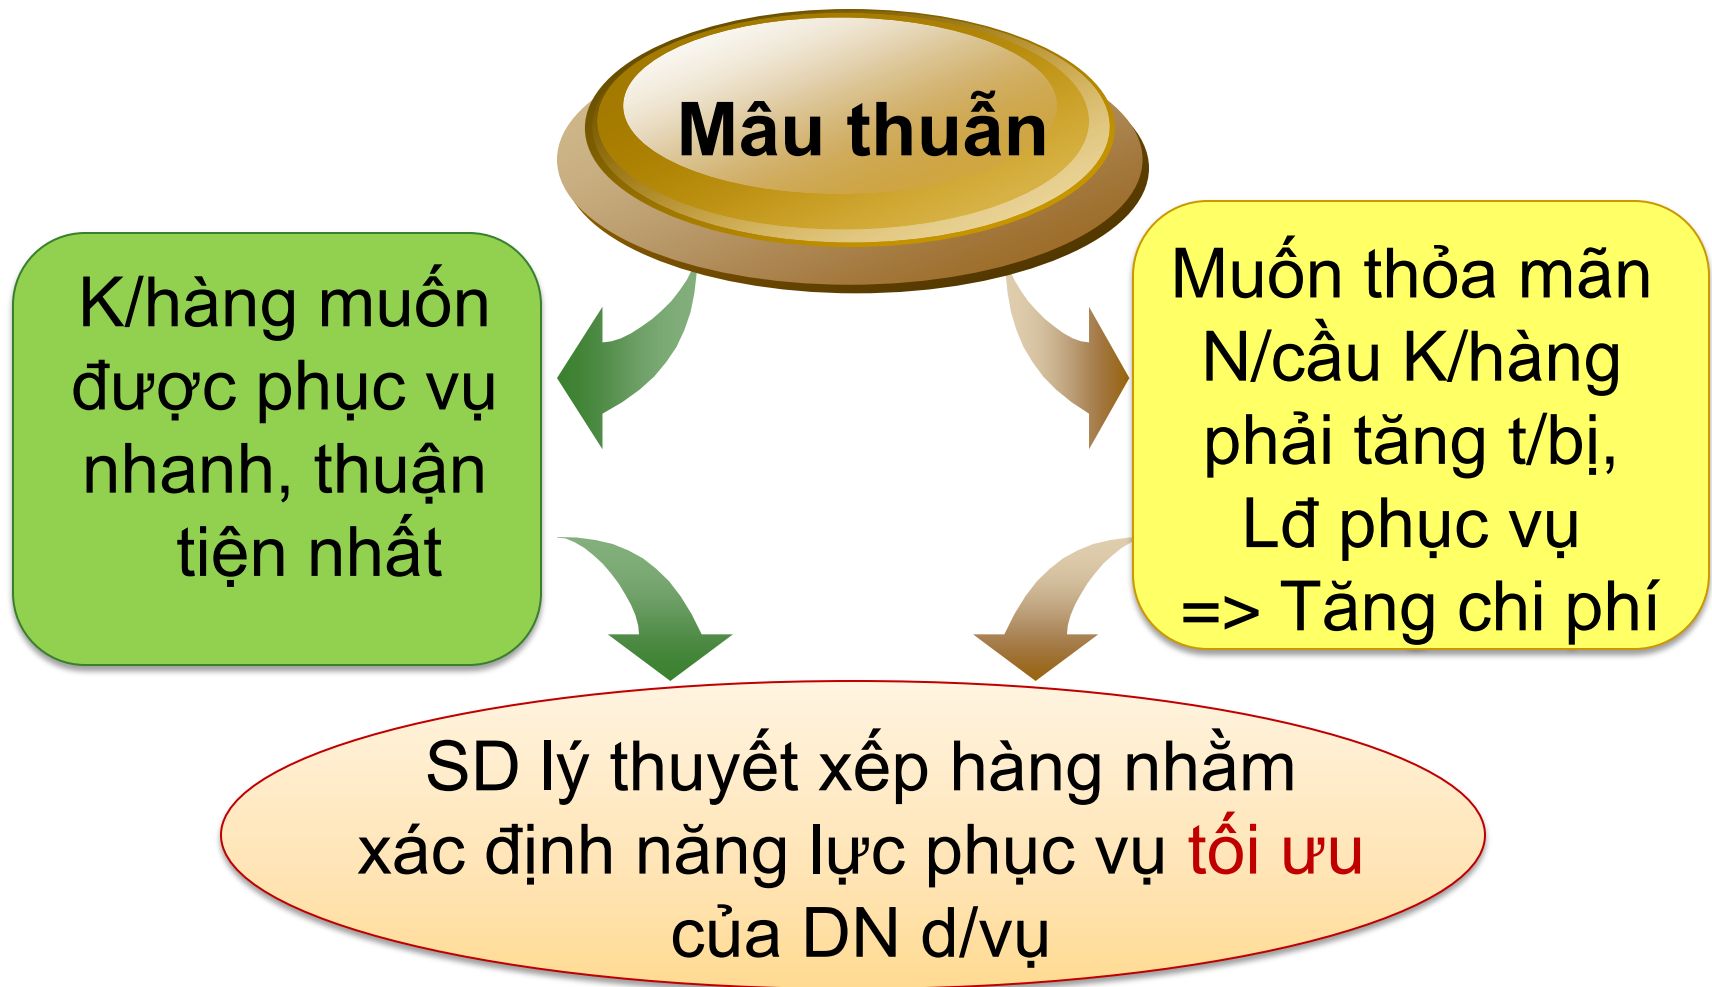 Mâu thuẫn
K/hàng muốn
được phục vụ
nhanh, thuận
tiện nhất
Muốn thỏa mãn
N/cầu K/hàng
phải tăng t/bị,
Lđ phục vụ
=> Tăng chi phí
SD lý thuyết xếp hàng nhằm
xác định năng lực phục vụ tối ưu
của DN d/vụ